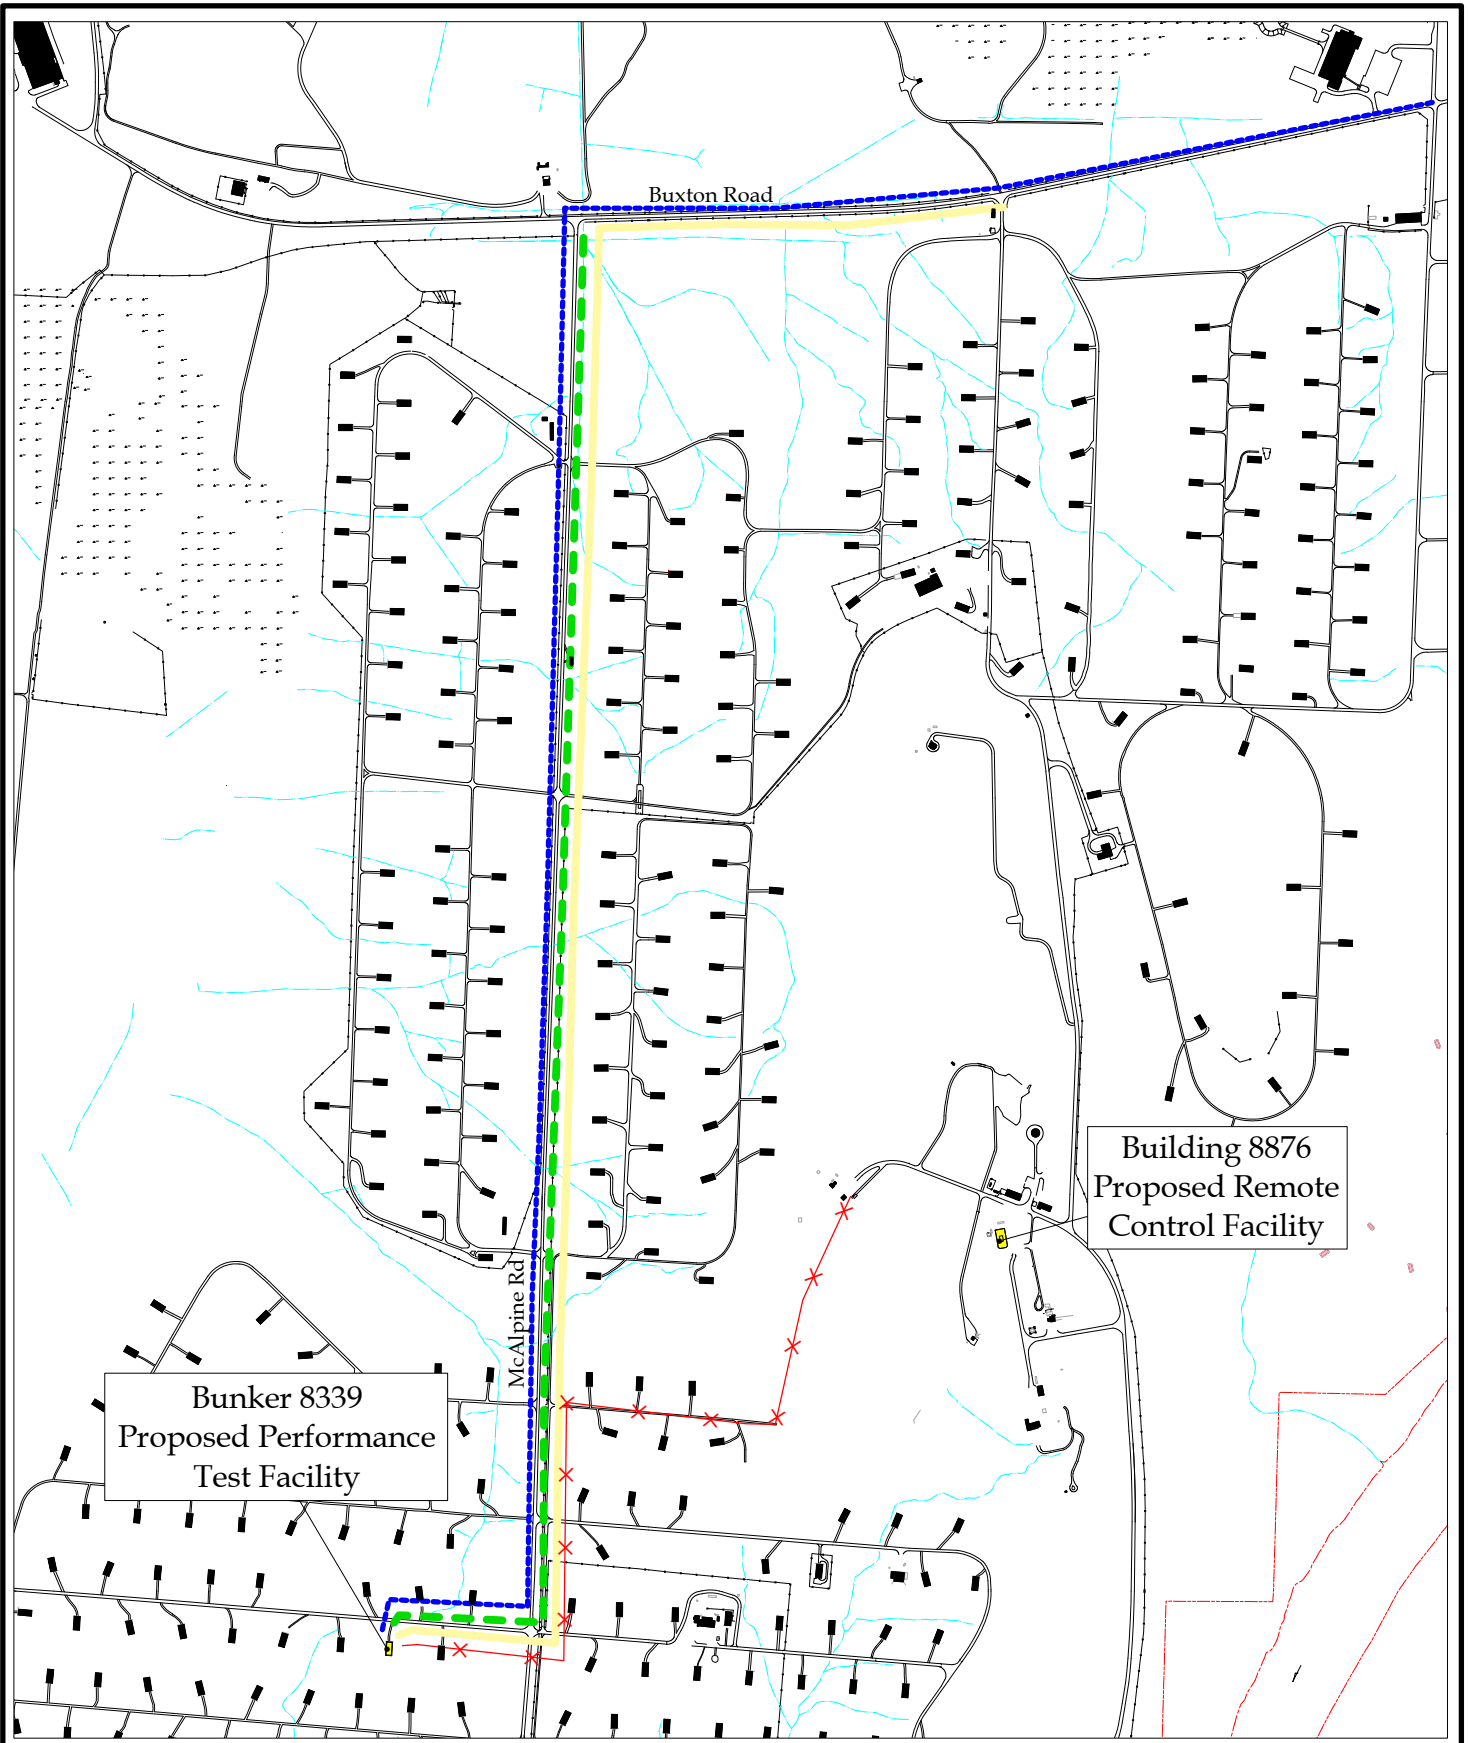 Buxton Road
Building 8876
Proposed Remote
Control Facility
McAlpine Rd
Bunker 8339
Proposed Performance
Test Facility